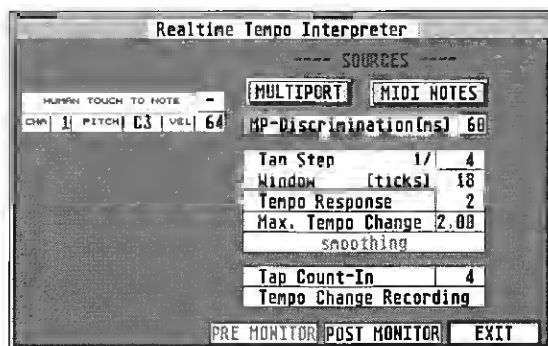 Realtime Tempo Interpreter
---- SOURCES ----
MULTIPORT MIDI NOTES
HUMAN TOUCH TO NOTE -
CHA 1 PITCH C3 VEL 64
MP-Discrimination[ms] 60
Tap Step 1/ 4
Window [ticks] 18
Tempo Response 2
Max. Tempo Change 2.00
smoothing
Tap Count-In 4
Tempo Change Recording
PRE MONITOR POST MONITOR EXIT